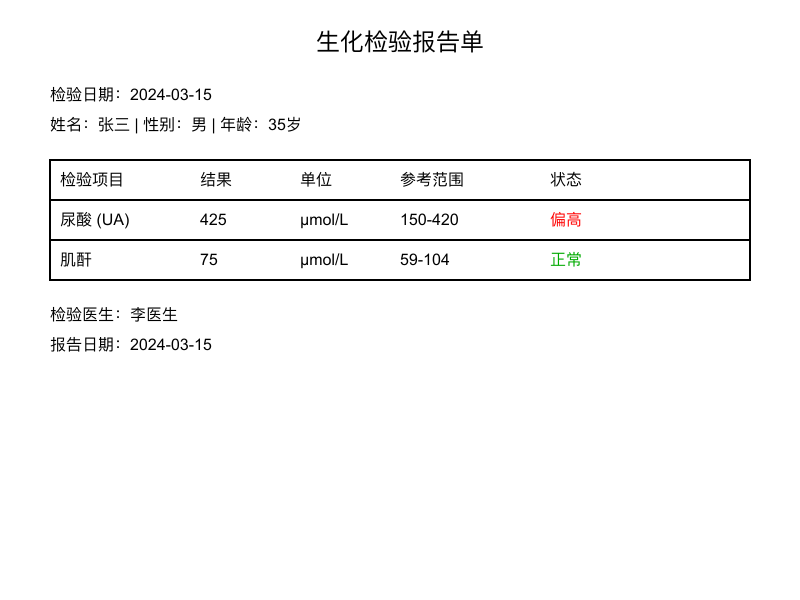 生化检验报告单
检验日期：2024-03-15
姓名：张三 | 性别：男 | 年龄：35岁
检验项目 结果 单位 参考范围 状态
尿酸 (UA) 425 μmol/L 150-420 偏高
肌酐 75 μmol/L 59-104 正常
检验医生：李医生
报告日期：2024-03-15